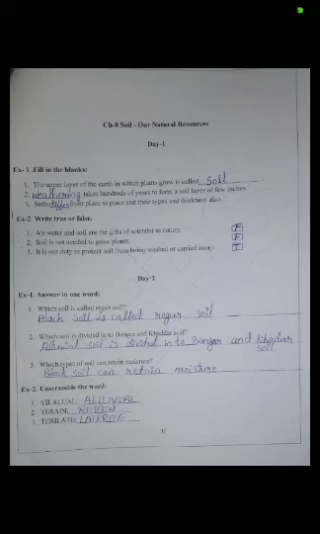 Ch-8 Soil - Our Natural Resources
Day-1
Ex- 1 .Fill in the blanks:
1. The upper layer of the earth in which plants grow is called Soil
2. weathering takes hundreds of years to form a soil layer of few inches.
3. Soils differ from place to place and their types and thickness also.
Ex-2. Write true or false.
1. Air water and soil are the gifts of scientist to nature. F
2. Soil is not needed to grow plants. F
3. It is our duty to protect soil from being washed or carried away. T
Day-2
Ex-1. Answer in one word:
1. Which soil is called regur soil?
Black soil is called regur soil
2. Which soil is divided in to Bangar and Khaddar soil?
Alluvial soil is divided in to Bangar and Khadar
soil
3. Which types of soil can retain moisture?
Black soil can retain moisture
Ex-2. Unscramble the word:
1. ALLUVIAL
2. RETAIN
3. LATERITE